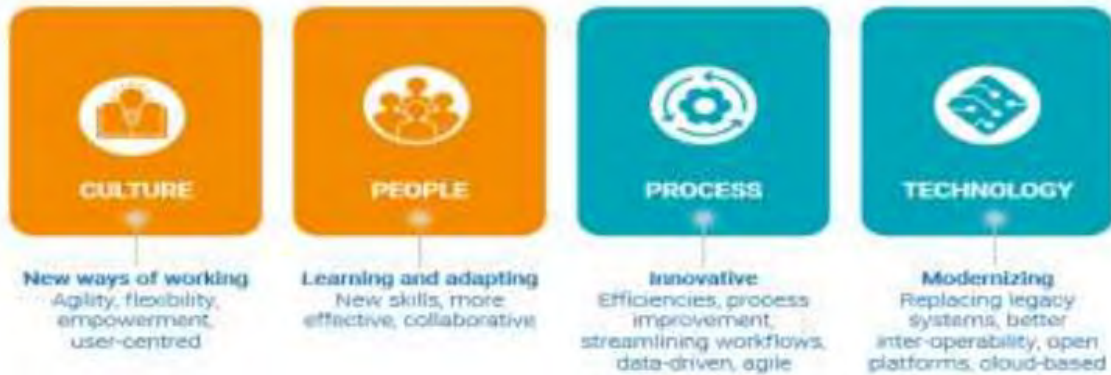 CULTURE
New ways of working
Agility, flexibility,
empowerment,
user-centred
PEOPLE
Learning and adapting
New skills, more
effective, collaborative
PROCESS
Innovative
Efficiencies, process
improvement,
streamlining workflows,
data-driven, agile
TECHNOLOGY
Modernizing
Replacing legacy
systems, better
inter-operability, open
platforms, cloud-based